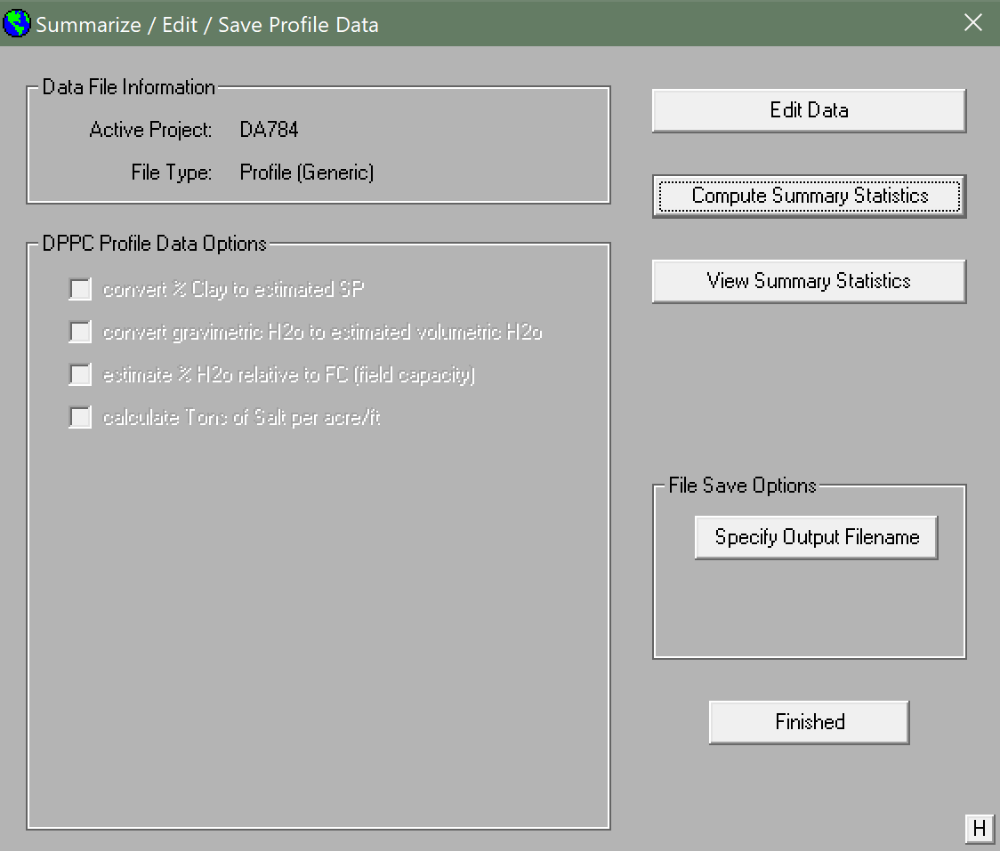 Summarize / Edit / Save Profile Data
Data File Information
Active Project: DA784
File Type: Profile (Generic)
DPPC Profile Data Options
convert % Clay to estimated SP
convert gravimetric H2o to estimated volumetric H2o
estimate % H2o relative to FC (field capacity)
calculate Tons of Salt per acre/ft
Edit Data
Compute Summary Statistics
View Summary Statistics
File Save Options
Specify Output Filename
Finished
H